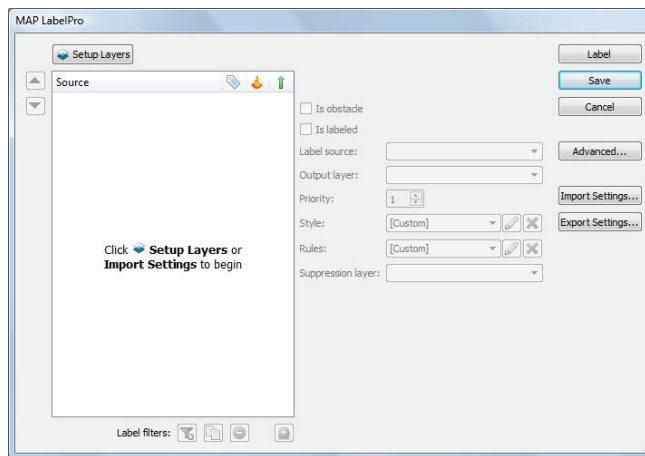 MAP LabelPro
Setup Layers
Label
Source
Save
Cancel
Is obstacle
Is labeled
Label source:
Advanced...
Output layer:
Priority: 1
Import Settings...
Style: [Custom]
Export Settings...
Rules: [Custom]
Click Setup Layers or
Import Settings to begin
Suppression layer:
Label filters: